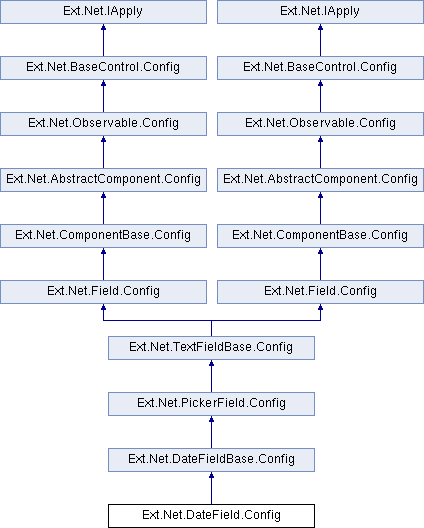 Ext.Net.IApply
Ext.Net.IApply
Ext.Net.BaseControl.Config
Ext.Net.BaseControl.Config
Ext.Net.Observable.Config
Ext.Net.Observable.Config
Ext.Net.AbstractComponent.Config
Ext.Net.AbstractComponent.Config
Ext.Net.ComponentBase.Config
Ext.Net.ComponentBase.Config
Ext.Net.Field.Config
Ext.Net.Field.Config
Ext.Net.TextFieldBase.Config
Ext.Net.PickerField.Config
Ext.Net.DateFieldBase.Config
Ext.Net.DateField.Config